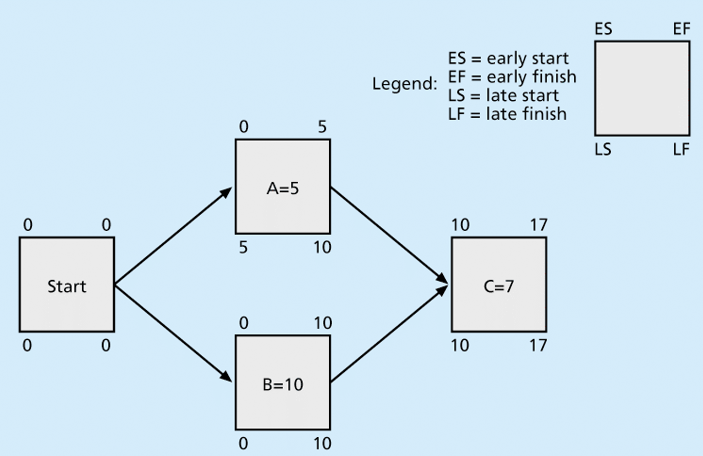 ES EF
Legend:
ES = early start
EF = early finish
LS = late start
LF = late finish
LS LF
0 5
A=5
5 10
0 0
Start
0 0
10 17
C=7
10 17
0 10
B=10
0 10